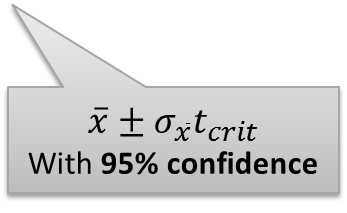 x̄ ± σ_x̄ t_crit
With 95% confidence